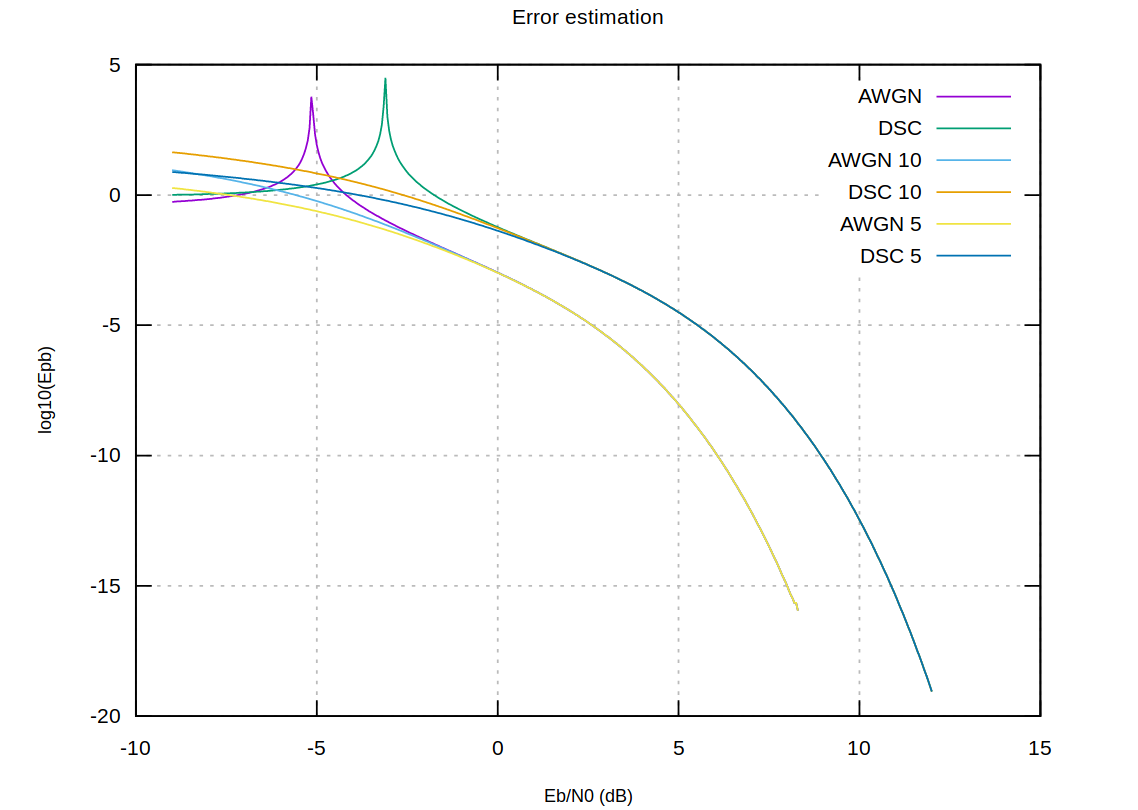 Error estimation
5
0
-5
-10
-15
-20
log10(Epb)
AWGN
DSC
AWGN 10
DSC 10
AWGN 5
DSC 5
-10
-5
0
5
10
15
Eb/N0 (dB)